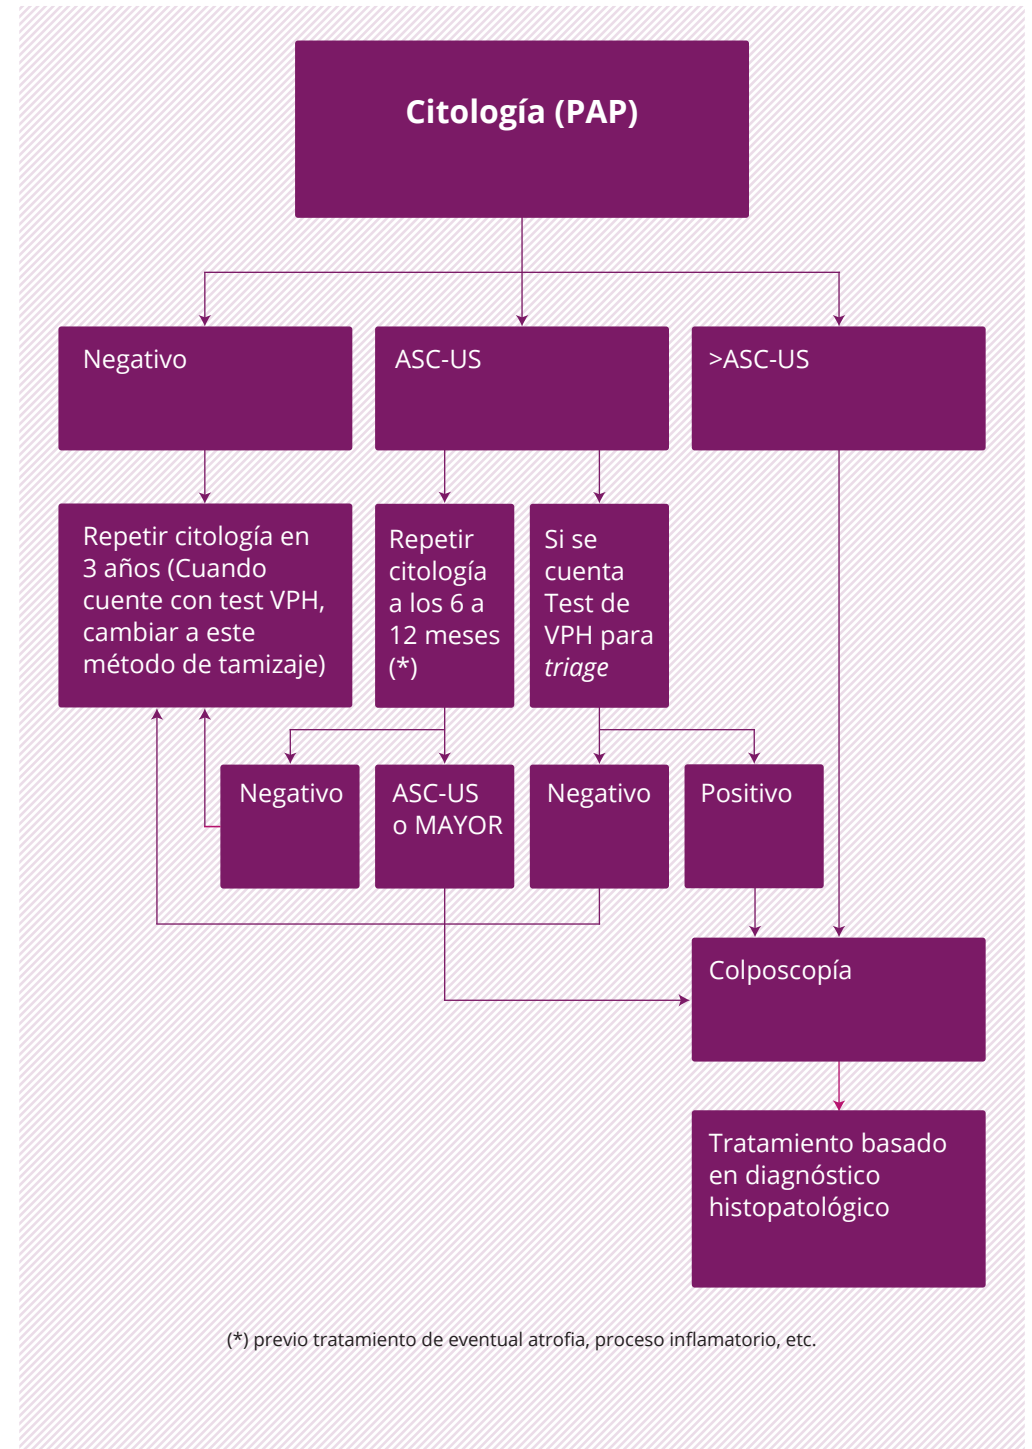 Citología (PAP)
Negativo
ASC-US
>ASC-US
Repetir citología en
3 años (Cuando
cuente con test VPH,
cambiar a este
método de tamizaje)
Repetir
citología
a los 6 a
12 meses
(*)
Si se
cuenta
Test de
VPH para
triage
Negativo
ASC-US
o MAYOR
Negativo
Positivo
Colposcopía
Tratamiento basado
en diagnóstico
histopatológico
(*) previo tratamiento de eventual atrofia, proceso inflamatorio, etc.